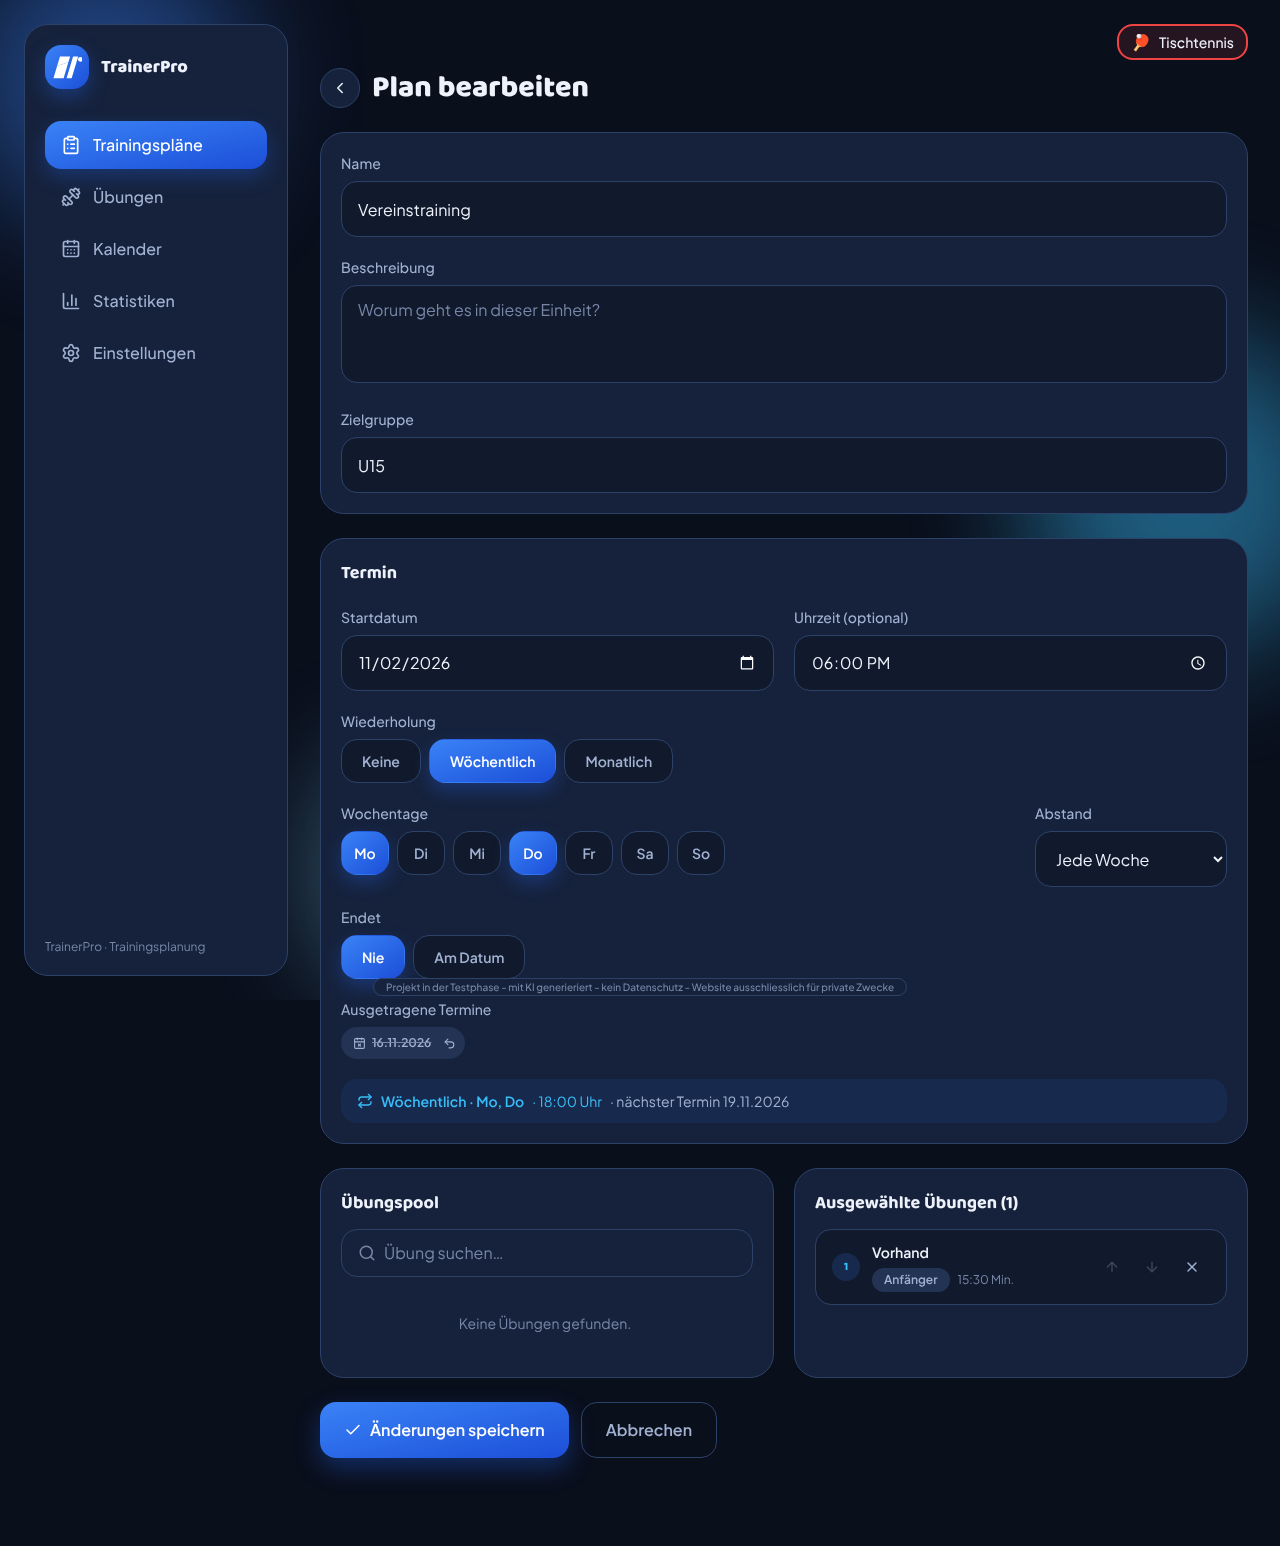 TrainerPro
Trainingspläne
Übungen
Kalender
Statistiken
Einstellungen
TrainerPro · Trainingsplanung
Tischtennis
Plan bearbeiten
Name
Vereinstraining
Beschreibung
Worum geht es in dieser Einheit?
Zielgruppe
U15
Termin
Startdatum
Uhrzeit (optional)
11/02/2026
06:00 PM
Wiederholung
Keine
Wöchentlich
Monatlich
Wochentage
Abstand
Mo
Di
Mi
Do
Fr
Sa
So
Jede Woche
Endet
Nie
Am Datum
Projekt in der Testphase - mit KI generieriert - kein Datenschutz - Website ausschliesslich für private Zwecke
Ausgetragene Termine
16.11.2026
Wöchentlich · Mo, Do · 18:00 Uhr · nächster Termin 19.11.2026
Übungspool
Übung suchen...
Keine Übungen gefunden.
Ausgewählte Übungen (1)
1
Vorhand
Anfänger 15:30 Min.
Änderungen speichern
Abbrechen